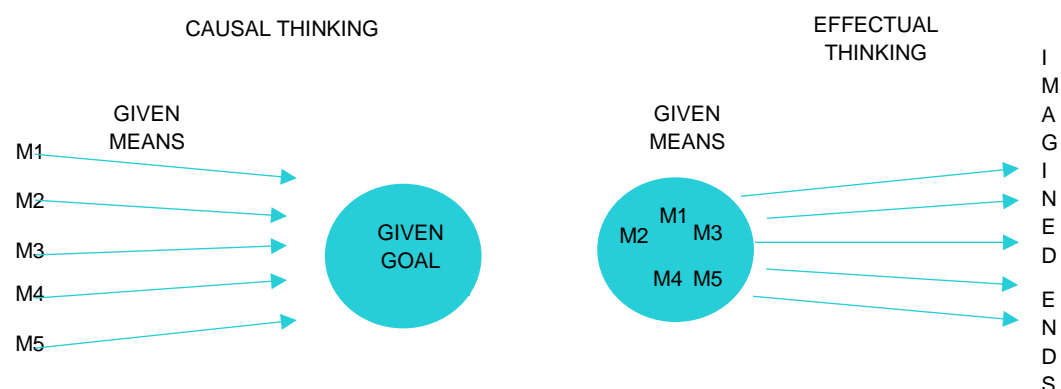 CAUSAL THINKING
GIVEN
MEANS
M1
M2
M3
M4
M5
GIVEN
GOAL
EFFECTUAL
THINKING
GIVEN
MEANS
M1
M2
M3
M4 M5
I
M
A
G
I
N
E
D
E
N
D
S